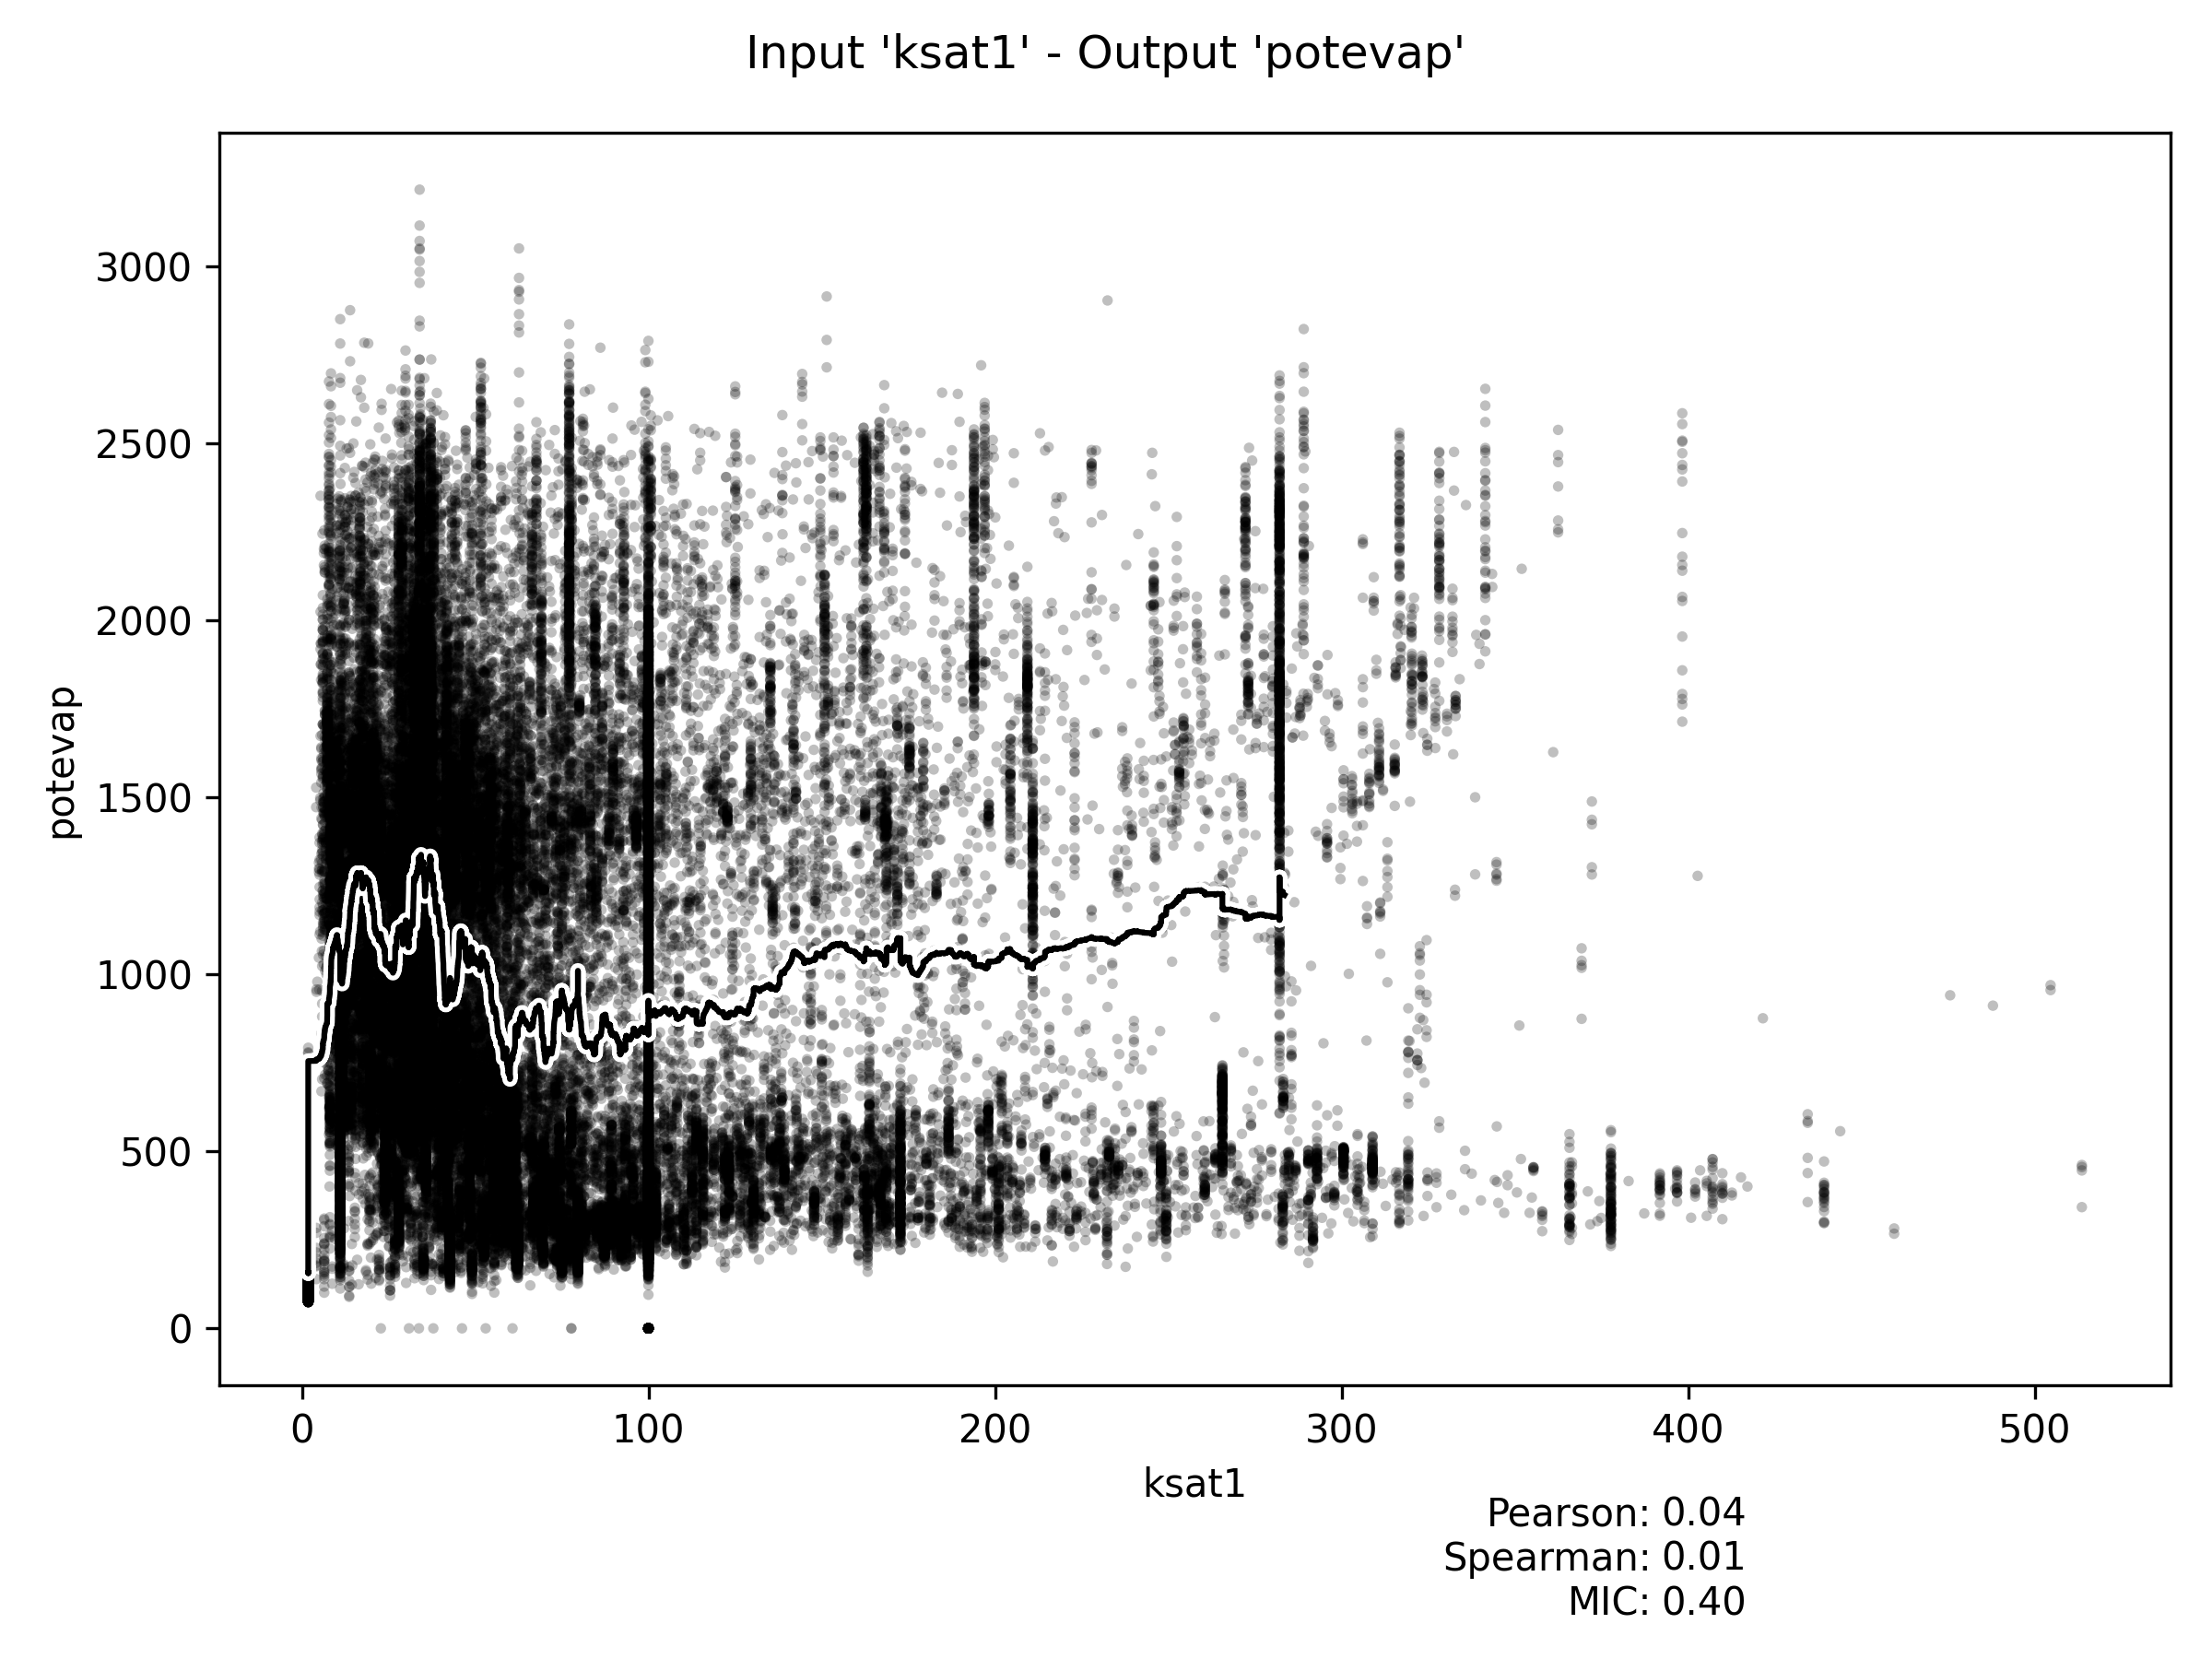 Input 'ksat1' - Output 'potevap'
3000
2500
2000
1500
1000
500
0
potevap
0 100 200 300 400 500
ksat1
Pearson: 0.04
Spearman: 0.01
MIC: 0.40